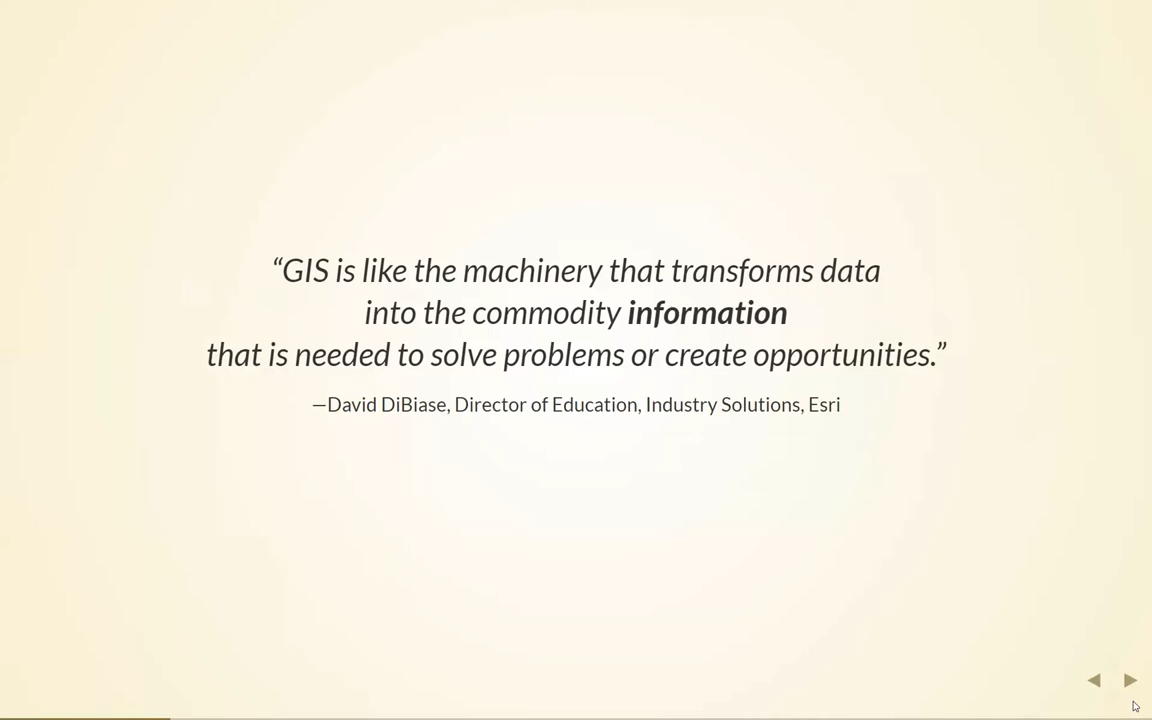 “GIS is like the machinery that transforms data
into the commodity information
that is needed to solve problems or create opportunities.”
—David DiBiase, Director of Education, Industry Solutions, Esri